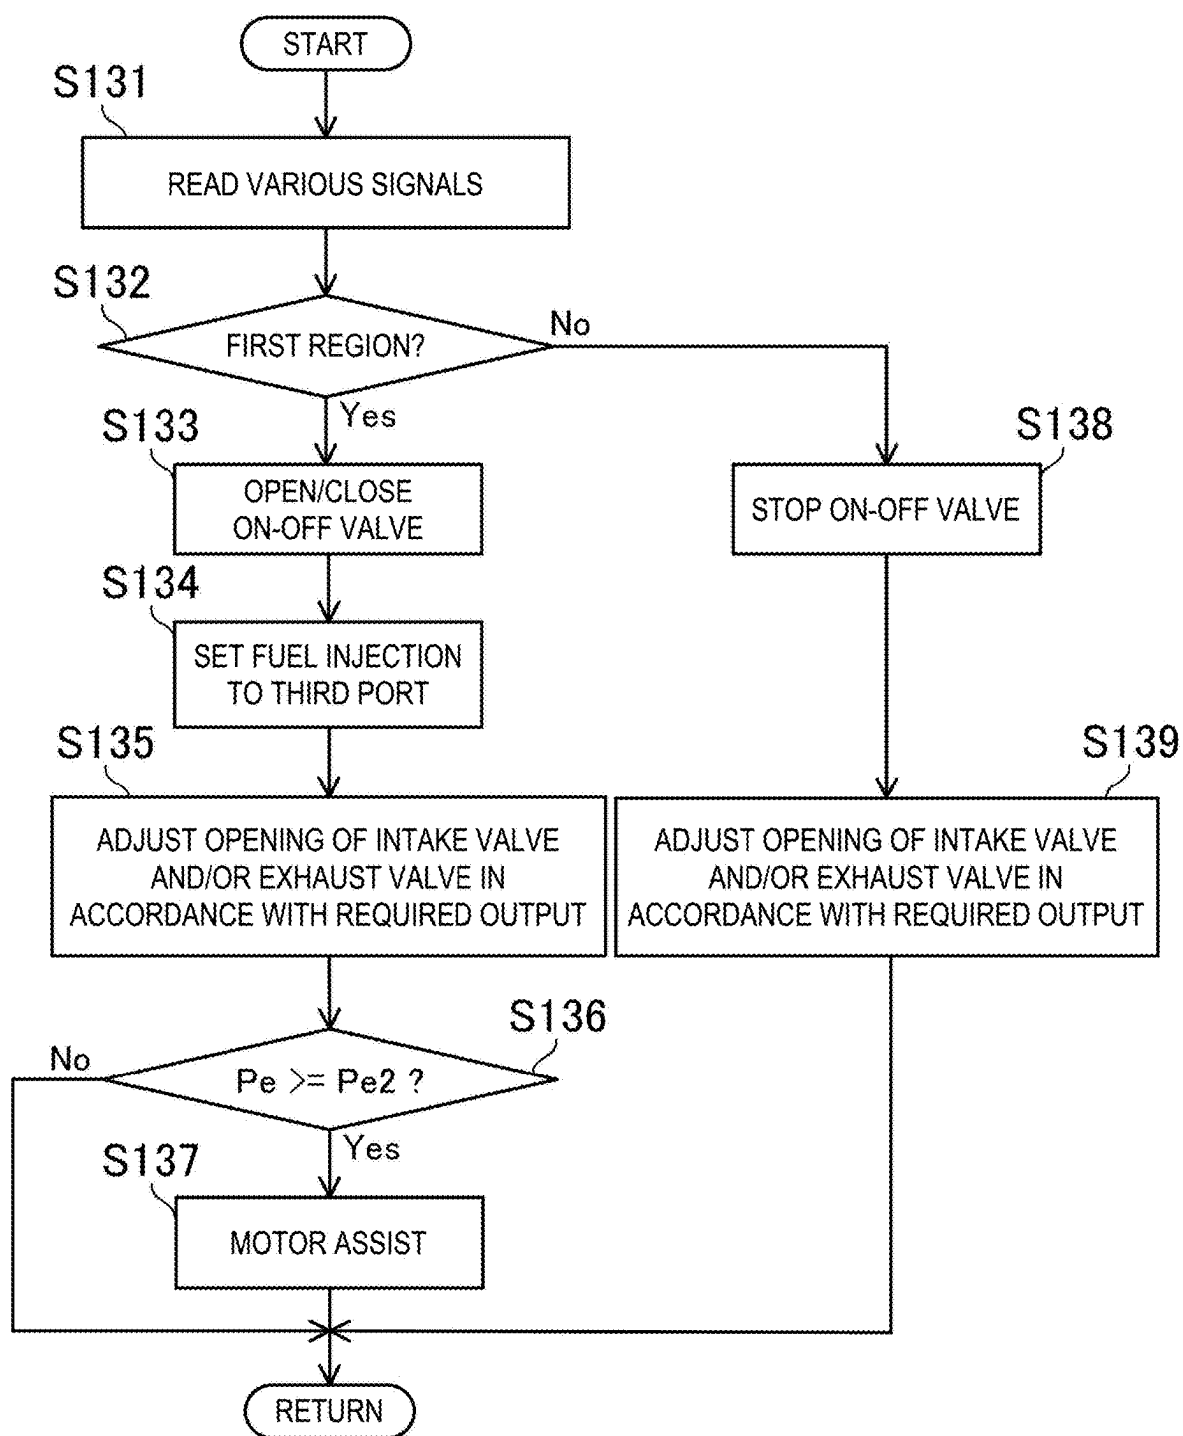 START
S131
READ VARIOUS SIGNALS
S132
FIRST REGION?
No
Yes
S133
OPEN/CLOSE
ON-OFF VALVE
S138
STOP ON-OFF VALVE
S134
SET FUEL INJECTION
TO THIRD PORT
S135
ADJUST OPENING OF INTAKE VALVE
AND/OR EXHAUST VALVE IN
ACCORDANCE WITH REQUIRED OUTPUT
S139
ADJUST OPENING OF INTAKE VALVE
AND/OR EXHAUST VALVE IN
ACCORDANCE WITH REQUIRED OUTPUT
S136
No
Pe >= Pe2 ?
Yes
S137
MOTOR ASSIST
RETURN